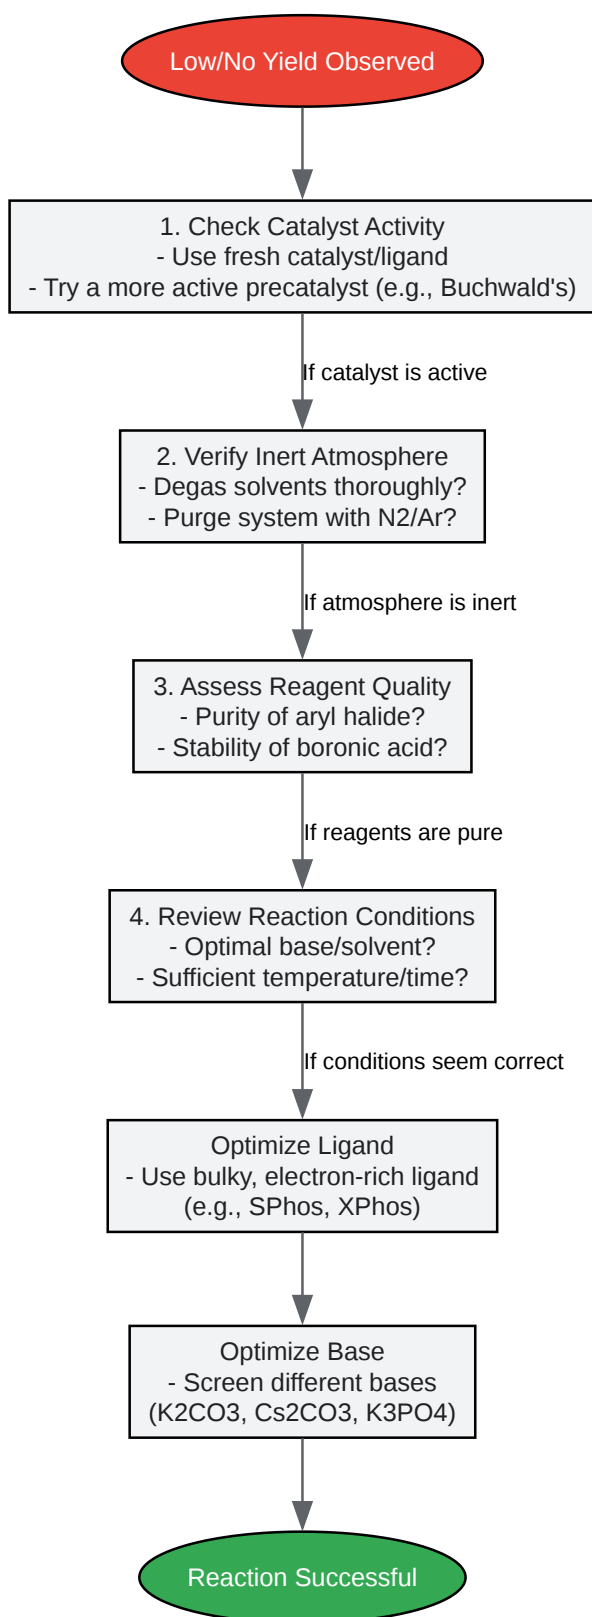 Low/No Yield Observed
1. Check Catalyst Activity
- Use fresh catalyst/ligand
- Try a more active precatalyst (e.g., Buchwald's)
If catalyst is active
2. Verify Inert Atmosphere
- Degas solvents thoroughly?
- Purge system with N2/Ar?
If atmosphere is inert
3. Assess Reagent Quality
- Purity of aryl halide?
- Stability of boronic acid?
If reagents are pure
4. Review Reaction Conditions
- Optimal base/solvent?
- Sufficient temperature/time?
If conditions seem correct
Optimize Ligand
- Use bulky, electron-rich ligand
(e.g., SPhos, XPhos)
Optimize Base
- Screen different bases
(K2CO3, Cs2CO3, K3PO4)
Reaction Successful